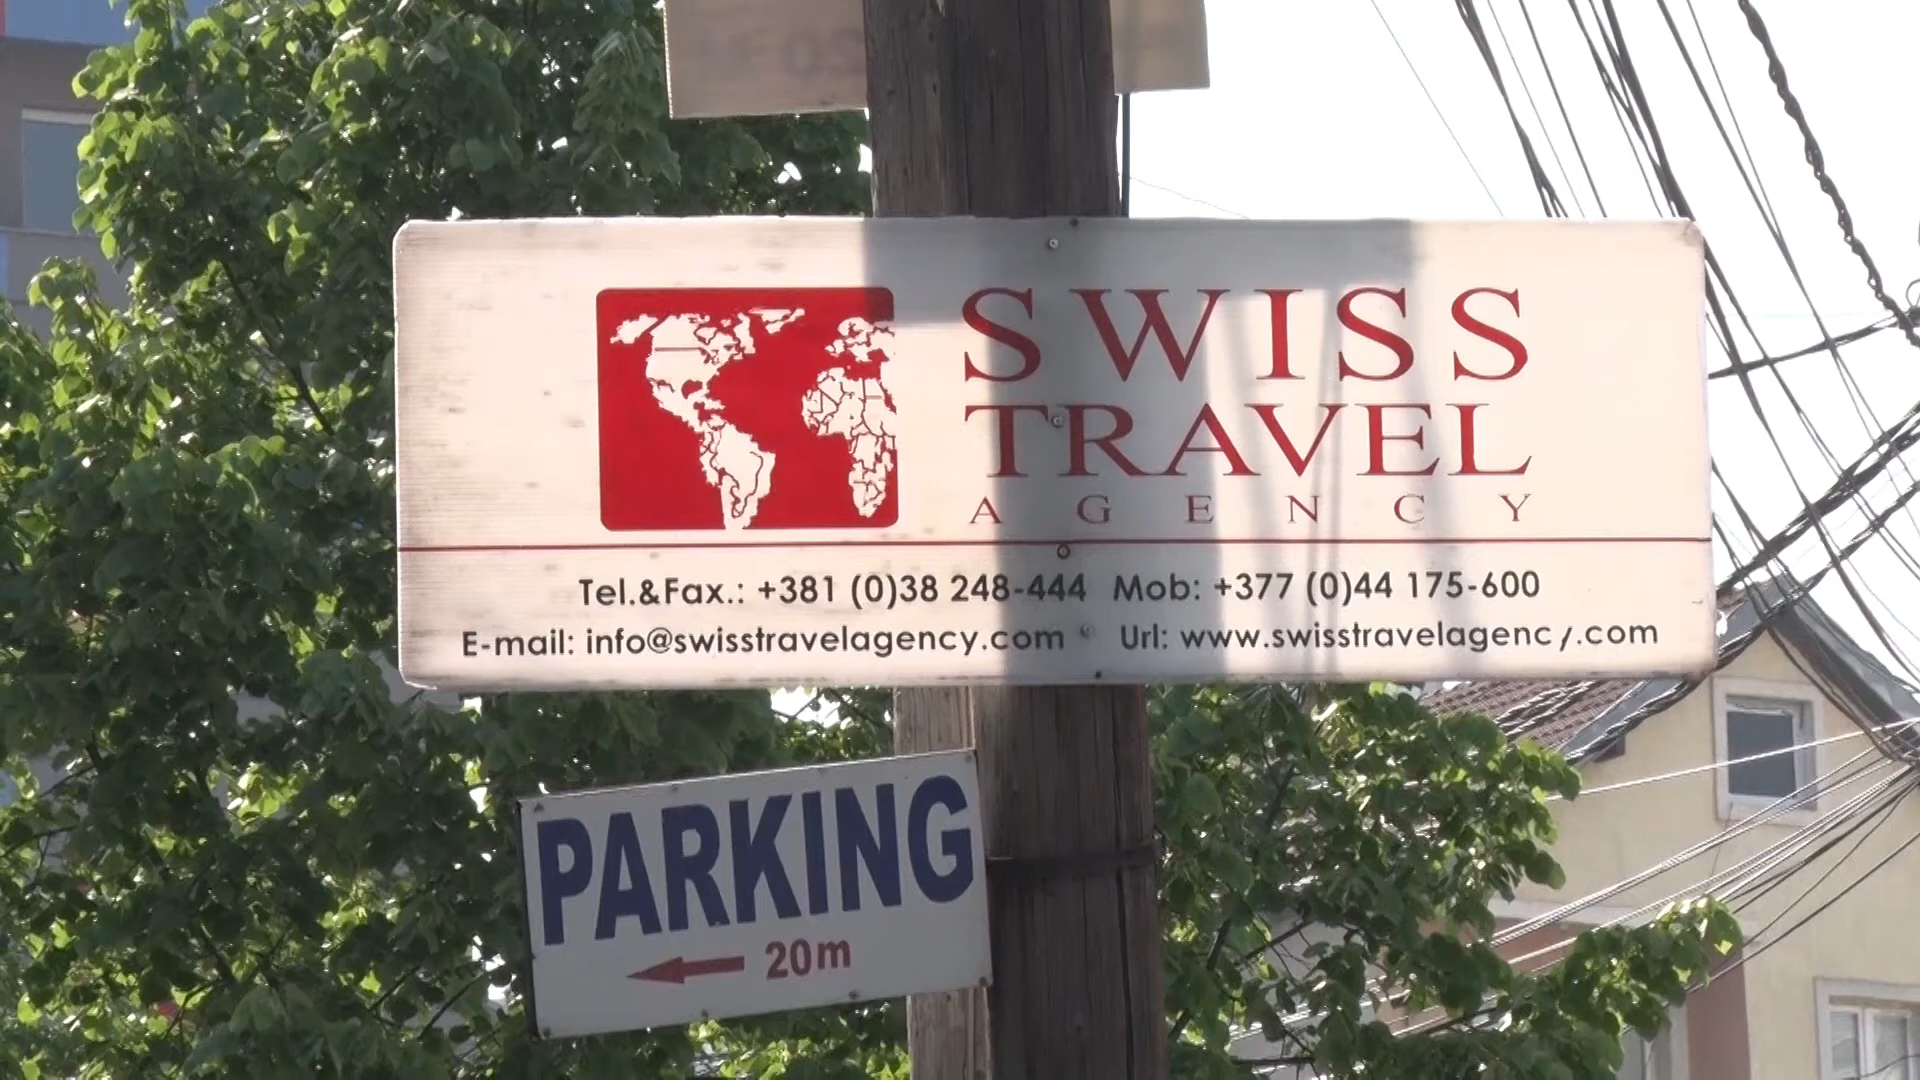 SWISS
TRAVEL
AGENCY
Tel.&Fax.: +381 (0)38 248-444 Mob: +377 (0)44 175-600
E-mail: info@swisstravelagency.com Url: www.swisstravelagency.com
PARKING
20m